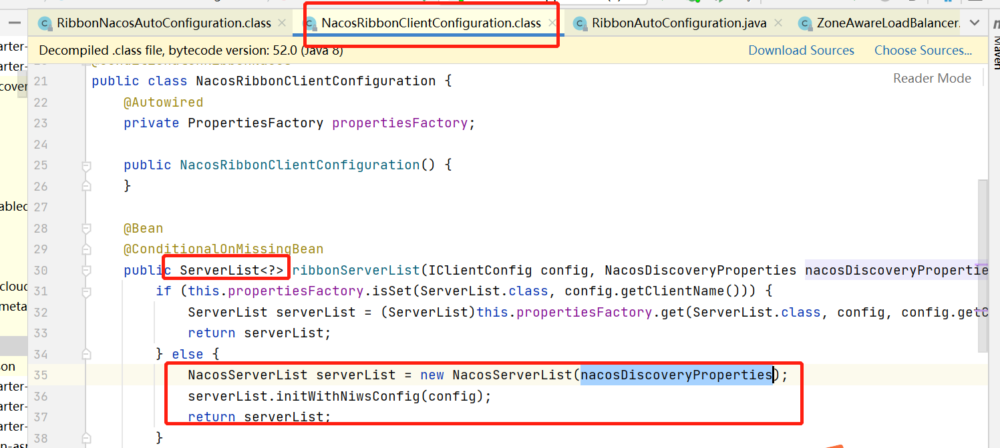 RibbonNacosAutoConfiguration.class NacosRibbonClientConfiguration.class RibbonAutoConfiguration.java ZoneAwareLoadBalancer.
Decompiled .class file, bytecode version: 52.0 (Java 8) Download Sources Choose Sources...
Reader Mode
Maven
arter-
arter-
cover
ablec
cloud
meta
son
arter-
arter-
arter-
21 public class NacosRibbonClientConfiguration {
22 @Autowired
23 private PropertiesFactory propertiesFactory;
24
25 public NacosRibbonClientConfiguration() {
26 }
27
28 @Bean
29 @ConditionalOnMissingBean
30 public ServerList<?> ribbonServerList(IClientConfig config, NacosDiscoveryProperties nacosDiscoveryPropertie
31 if (this.propertiesFactory.isSet(ServerList.class, config.getClientName())) {
32 ServerList serverList = (ServerList)this.propertiesFactory.get(ServerList.class, config, config.getC
33 return serverList;
34 } else {
35 NacosServerList serverList = new NacosServerList(nacosDiscoveryProperties);
36 serverList.initWithNiwsConfig(config);
37 return serverList;
38 }